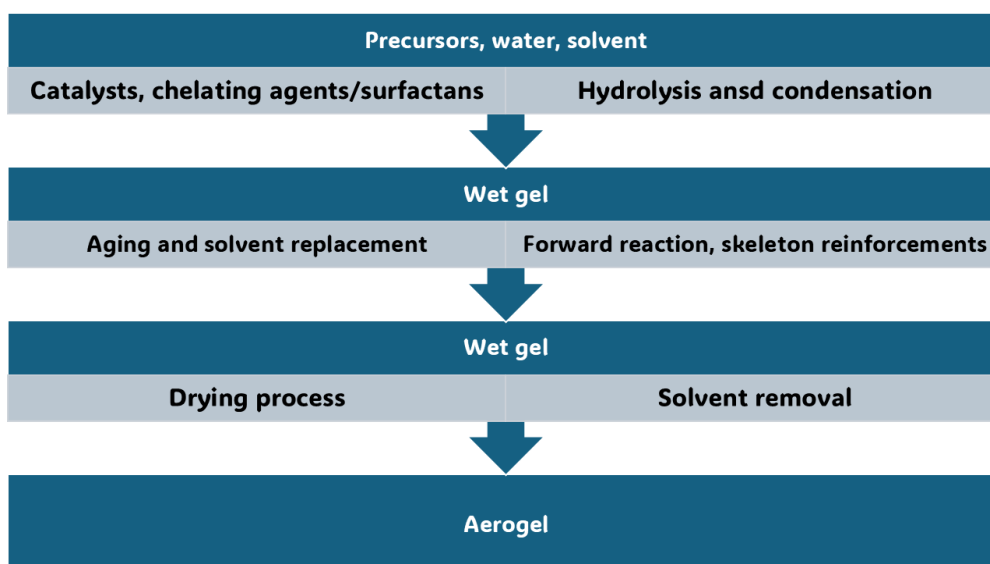 Precursors, water, solvent
Catalysts, chelating agents/surfactans
Hydrolysis ansd condensation
Wet gel
Aging and solvent replacement
Forward reaction, skeleton reinforcements
Wet gel
Drying process
Solvent removal
Aerogel